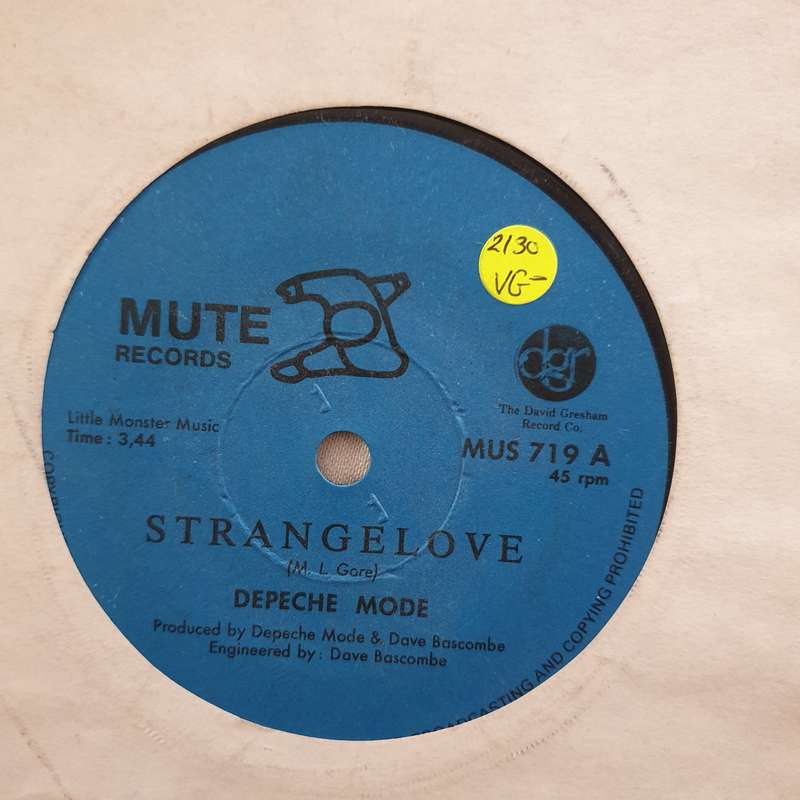 2130
VG-
MUTE
RECORDS
dgr
The David Gresham
Record Co.
Little Monster Music
Time : 3,44
MUS 719 A
45 rpm
STRANGELOVE
(M. L. Gore)
DEPECHE MODE
Produced by Depeche Mode & Dave Bascombe
Engineered by : Dave Bascombe
BROADCASTING AND COPYING PROHIBITED